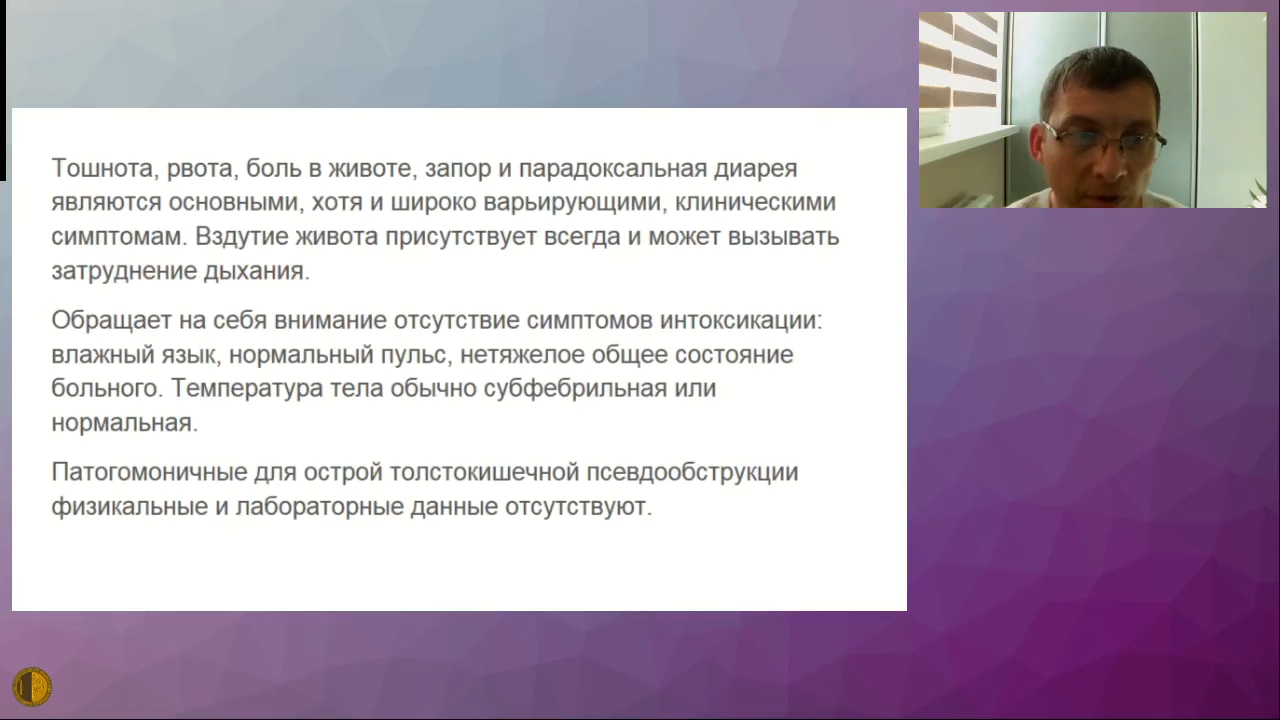 Тошнота, рвота, боль в животе, запор и парадоксальная диарея
являются основными, хотя и широко варьирующими, клиническими
симптомам. Вздутие живота присутствует всегда и может вызывать
затруднение дыхания.
Обращает на себя внимание отсутствие симптомов интоксикации:
влажный язык, нормальный пульс, нетяжелое общее состояние
больного. Температура тела обычно субфебрильная или
нормальная.
Патогомоничные для острой толстокишечной псевдообструкции
физикальные и лабораторные данные отсутствуют.